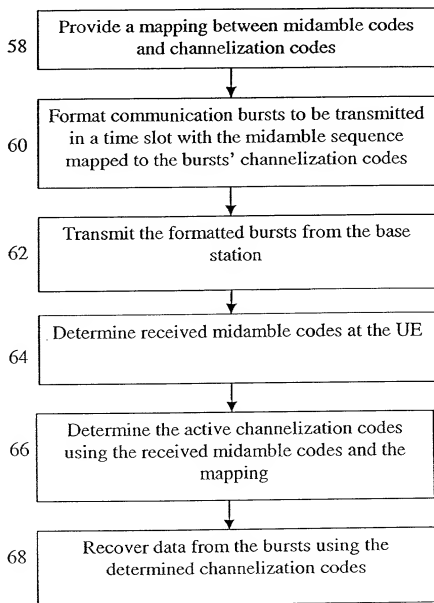 58
Provide a mapping between midamble codes
and channelization codes
60
Format communication bursts to be transmitted
in a time slot with the midamble sequence
mapped to the bursts' channelization codes
62
Transmit the formatted bursts from the base
station
64
Determine received midamble codes at the UE
66
Determine the active channelization codes
using the received midamble codes and the
mapping
68
Recover data from the bursts using the
determined channelization codes